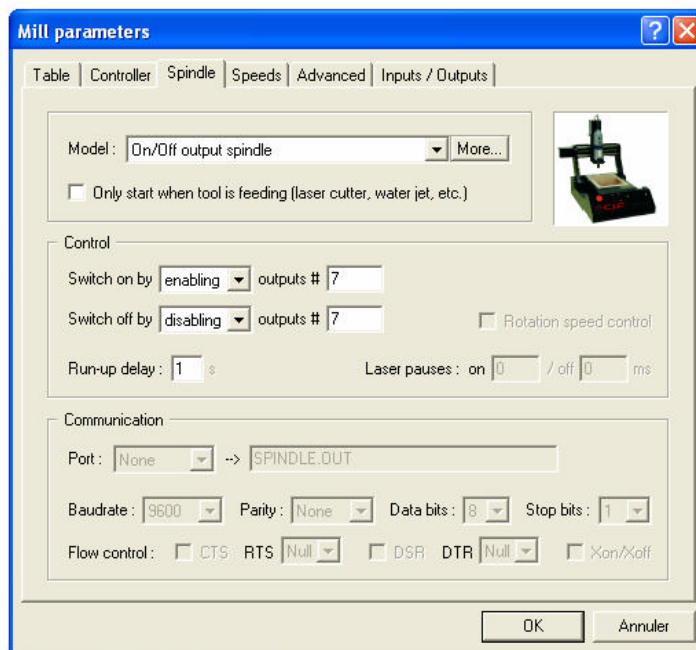 Mill parameters
Table Controller Spindle Speeds Advanced Inputs / Outputs
Model : On/Off output spindle More...
Only start when tool is feeding (laser cutter, water jet, etc.)
Control
Switch on by enabling outputs # 7
Switch off by disabling outputs # 7 Rotation speed control
Run-up delay : 1 s Laser pauses : on 0 / off 0 ms
Communication
Port : None --> SPINDLE.OUT
Baudrate : 9600 Parity : None Data bits : 8 Stop bits : 1
Flow control : CTS RTS Null DSR DTR Null Xon/Xoff
OK Annuler